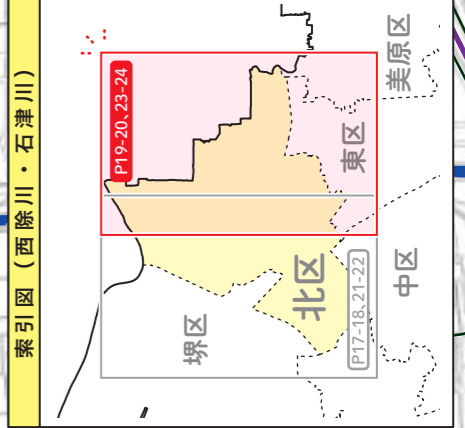 索引図（西除川・石津川）
P19-20、23-24
美原区
東区
北区
堺区
P17-18、21-22
中区